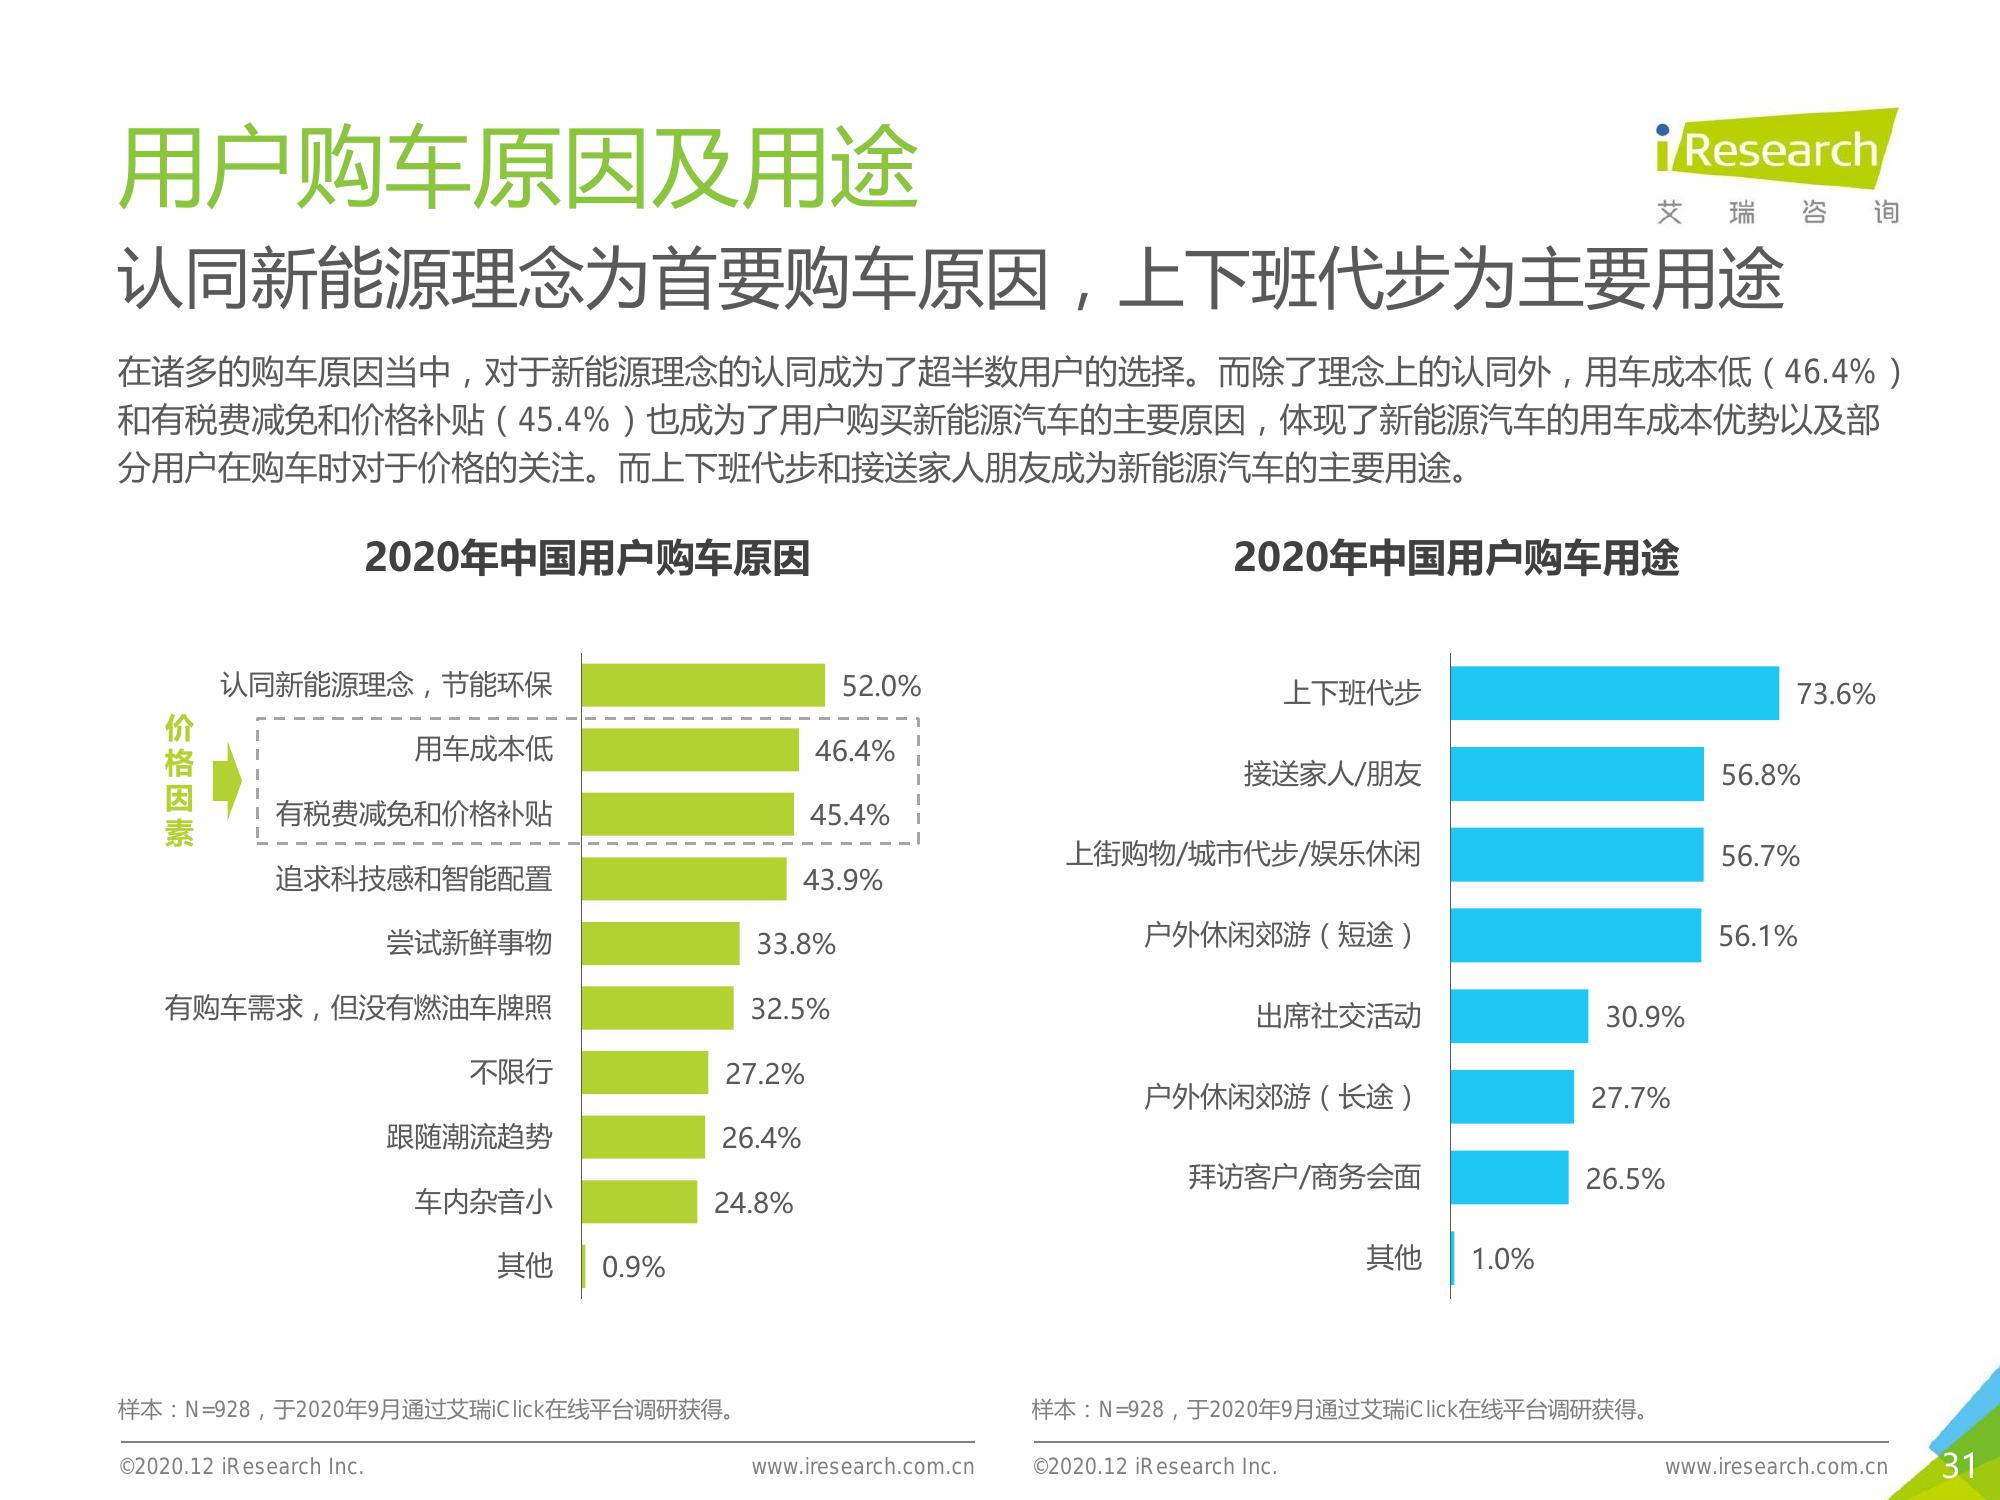 用户购车原因及用途
iResearch
艾瑞咨询
认同新能源理念为首要购车原因，上下班代步为主要用途
在诸多的购车原因当中，对于新能源理念的认同成为了超半数用户的选择。而除了理念上的认同外，用车成本低（46.4%）
和有税费减免和价格补贴（45.4%）也成为了用户购买新能源汽车的主要原因，体现了新能源汽车的用车成本优势以及部
分用户在购车时对于价格的关注。而上下班代步和接送家人朋友成为新能源汽车的主要用途。
2020年中国用户购车原因
价格因素
认同新能源理念，节能环保 52.0%
用车成本低 46.4%
有税费减免和价格补贴 45.4%
追求科技感和智能配置 43.9%
尝试新鲜事物 33.8%
有购车需求，但没有燃油车牌照 32.5%
不限行 27.2%
跟随潮流趋势 26.4%
车内杂音小 24.8%
其他 0.9%
样本：N=928，于2020年9月通过艾瑞iClick在线平台调研获得。
©2020.12 iResearch Inc. www.iresearch.com.cn
2020年中国用户购车用途
上下班代步 73.6%
接送家人/朋友 56.8%
上街购物/城市代步/娱乐休闲 56.7%
户外休闲郊游（短途） 56.1%
出席社交活动 30.9%
户外休闲郊游（长途） 27.7%
拜访客户/商务会面 26.5%
其他 1.0%
样本：N=928，于2020年9月通过艾瑞iClick在线平台调研获得。
©2020.12 iResearch Inc. www.iresearch.com.cn
31